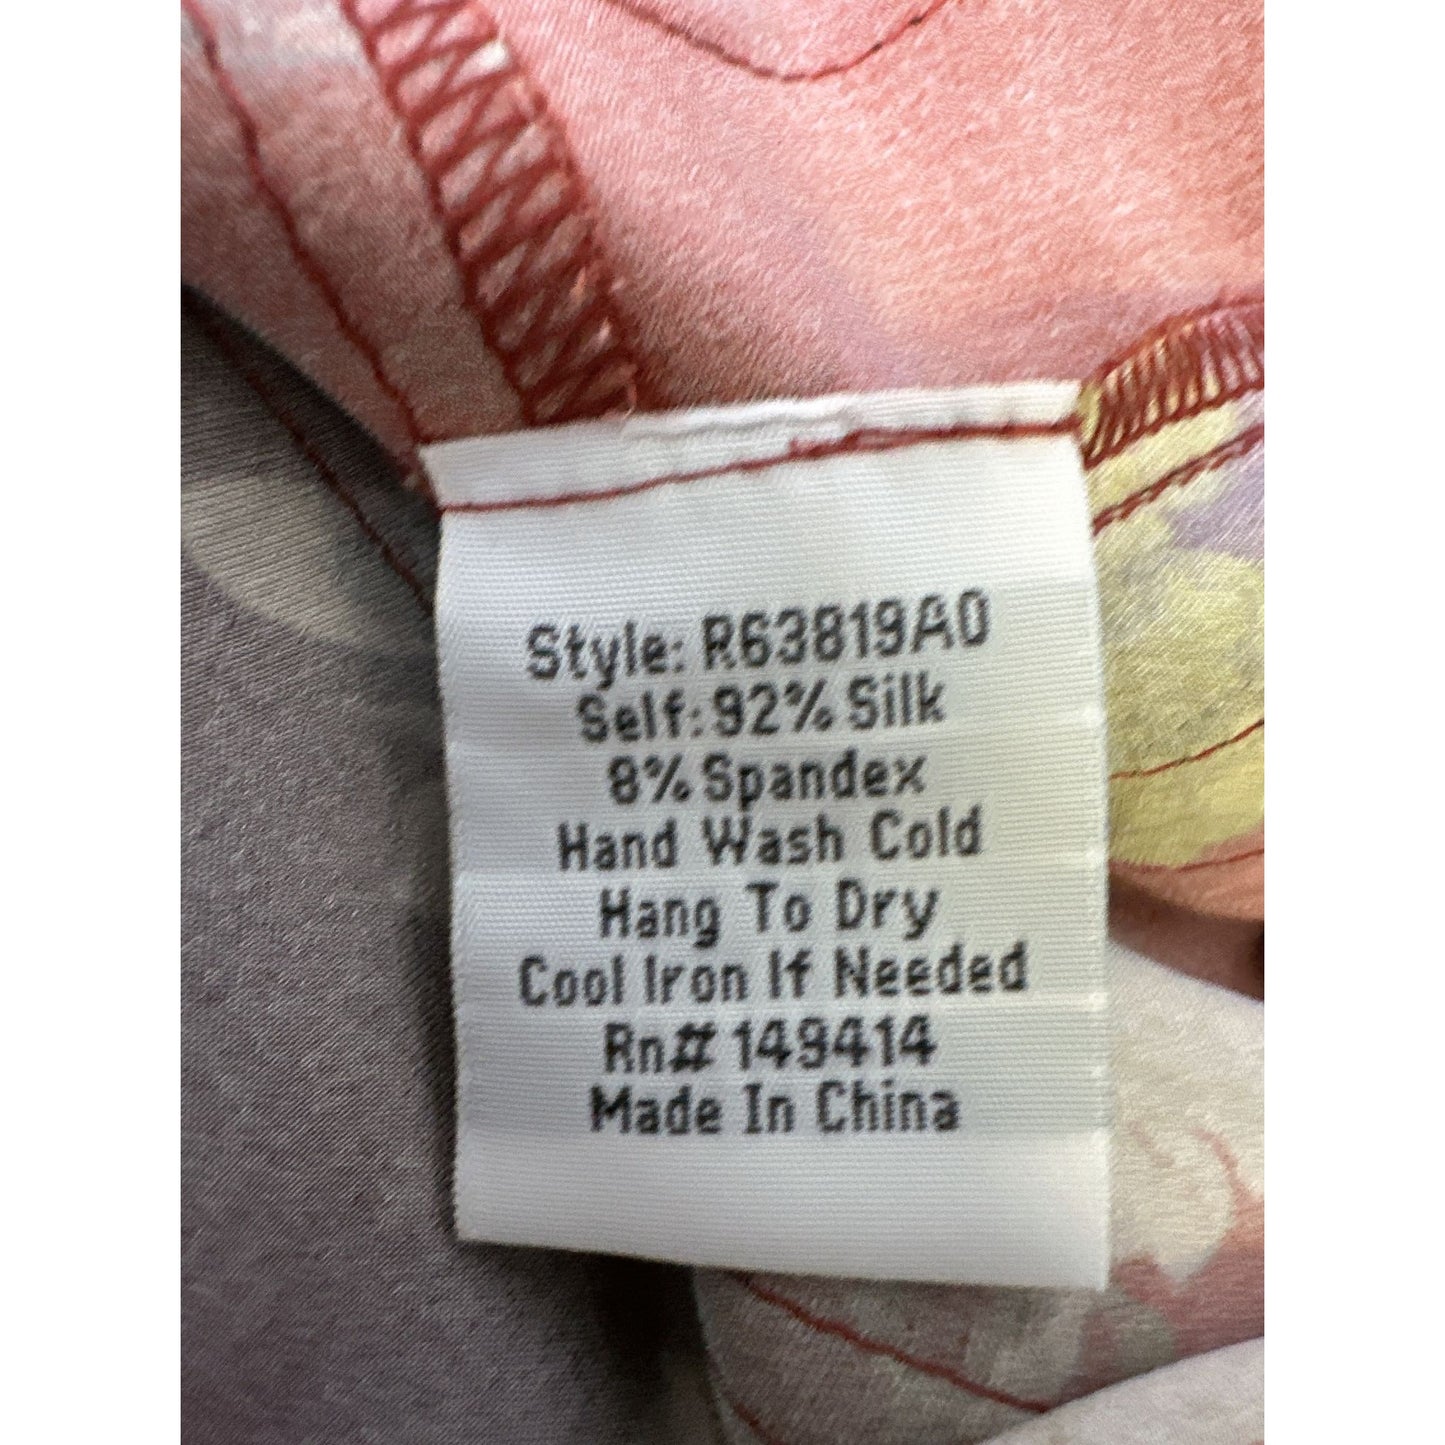 Style: R63819A0
Self: 92% Silk
8% Spandex
Hand Wash Cold
Hang To Dry
Cool Iron If Needed
Rn# 149414
Made In China